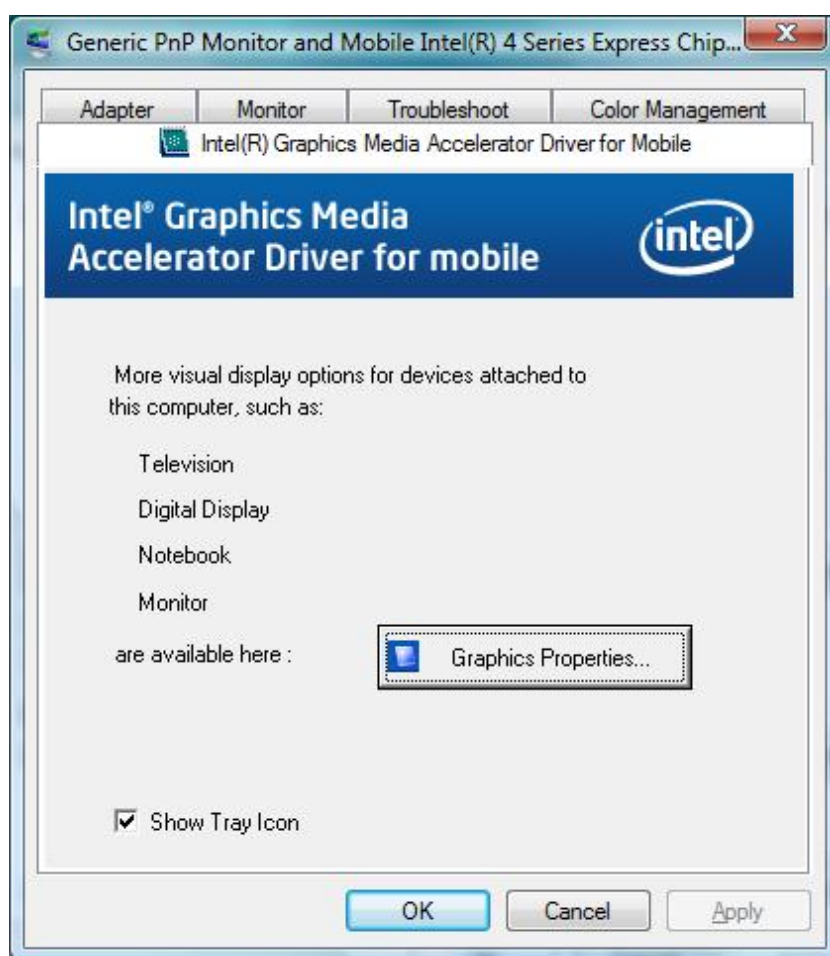 Generic PnP Monitor and Mobile Intel(R) 4 Series Express Chip...
Adapter Monitor Troubleshoot Color Management
Intel(R) Graphics Media Accelerator Driver for Mobile
Intel® Graphics Media
Accelerator Driver for mobile
intel
More visual display options for devices attached to
this computer, such as:
Television
Digital Display
Notebook
Monitor
are available here :
Graphics Properties...
Show Tray Icon
OK Cancel Apply